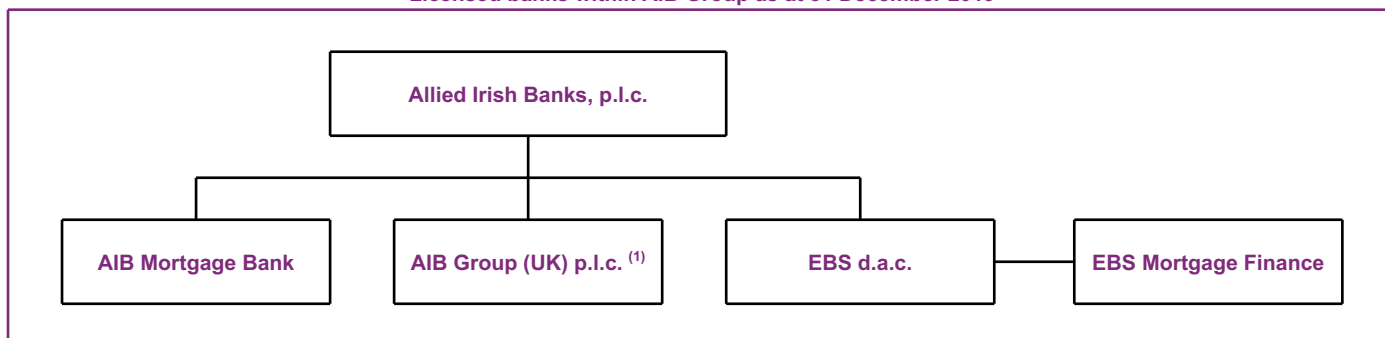 Allied Irish Banks, p.l.c.
AIB Mortgage Bank
AIB Group (UK) p.l.c. (1)
EBS d.a.c.
EBS Mortgage Finance